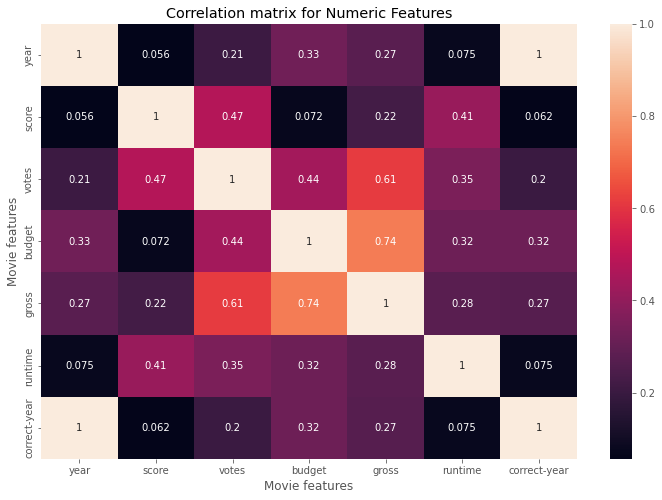 Correlation matrix for Numeric Features
Movie features
year 1 0.056 0.21 0.33 0.27 0.075 1
score 0.056 1 0.47 0.072 0.22 0.41 0.062
votes 0.21 0.47 1 0.44 0.61 0.35 0.2
budget 0.33 0.072 0.44 1 0.74 0.32 0.32
gross 0.27 0.22 0.61 0.74 1 0.28 0.27
runtime 0.075 0.41 0.35 0.32 0.28 1 0.075
correct-year 1 0.062 0.2 0.32 0.27 0.075 1
year score votes budget gross runtime correct-year
Movie features
1.0
0.8
0.6
0.4
0.2